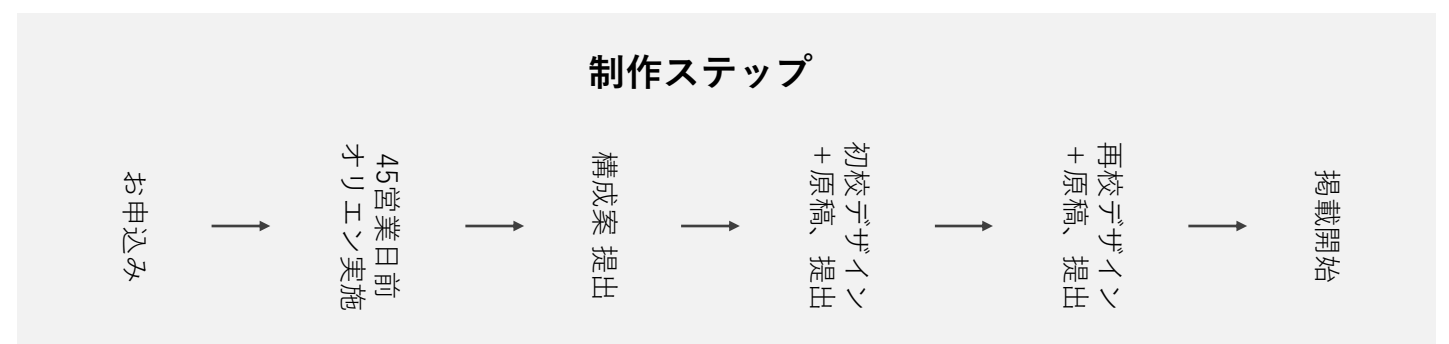 制作ステップ
お申込み
45営業日前
オリエン実施
構成案 提出
初校デザイン
+原稿、提出
再校デザイン
+原稿、提出
掲載開始